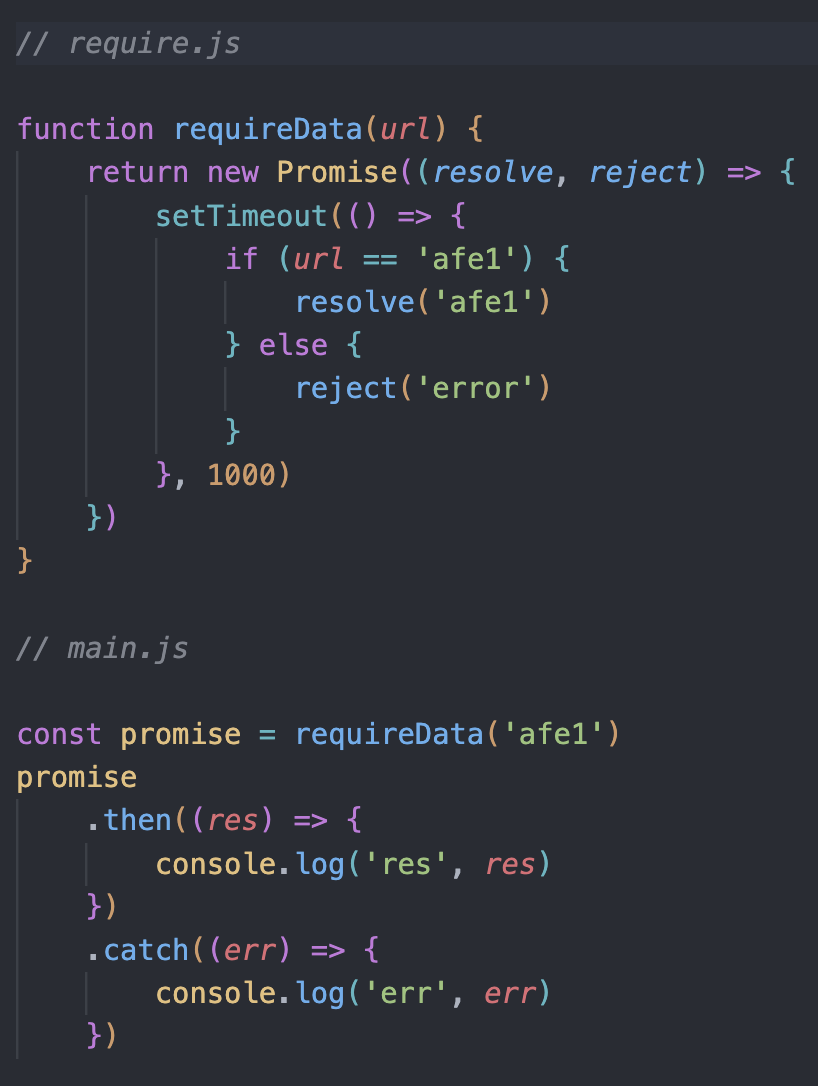 // require.js
function requireData(url) {
return new Promise((resolve, reject) => {
setTimeout(() => {
if (url == 'afe1') {
resolve('afe1')
} else {
reject('error')
}
}, 1000)
})
}
// main.js
const promise = requireData('afe1')
promise
.then((res) => {
console.log('res', res)
})
.catch((err) => {
console.log('err', err)
})